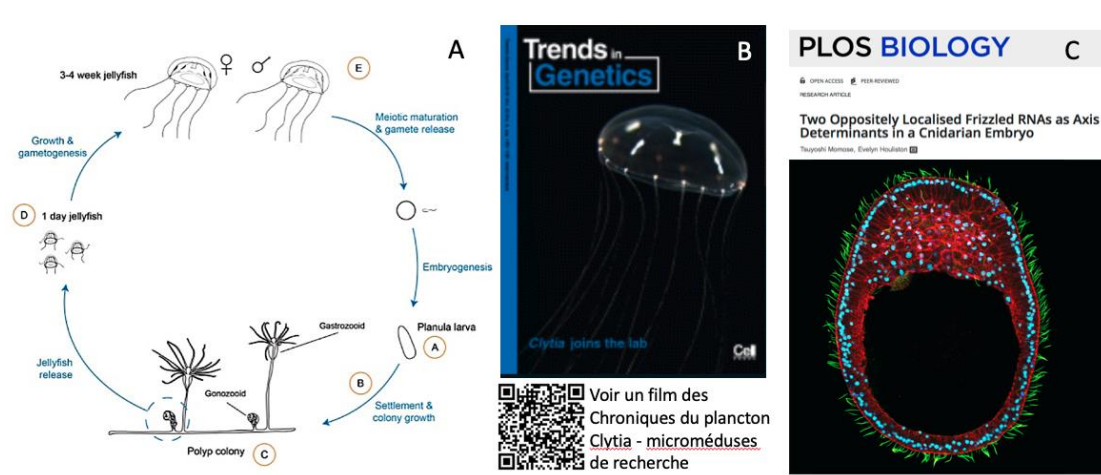 A
3-4 week jellyfish
♀
♂
E
Meiotic maturation
& gamete release
Growth &
gametogenesis
D
1 day jellyfish
Embryogenesis
Planula larva
A
Gastrozooid
B
Settlement &
colony growth
Jellyfish
release
Gonozooid
Polyp colony
C
B
Trends in
Genetics
Clytia joins the lab
Cell
Voir un film des
Chroniques du plancton
Clytia - microméduses
de recherche
C
PLOS BIOLOGY
OPEN ACCESS PEER-REVIEWED
RESEARCH ARTICLE
Two Oppositely Localised Frizzled RNAs as Axis
Determinants in a Cnidarian Embryo
Tsuyoshi Momose, Evelyn Houliston